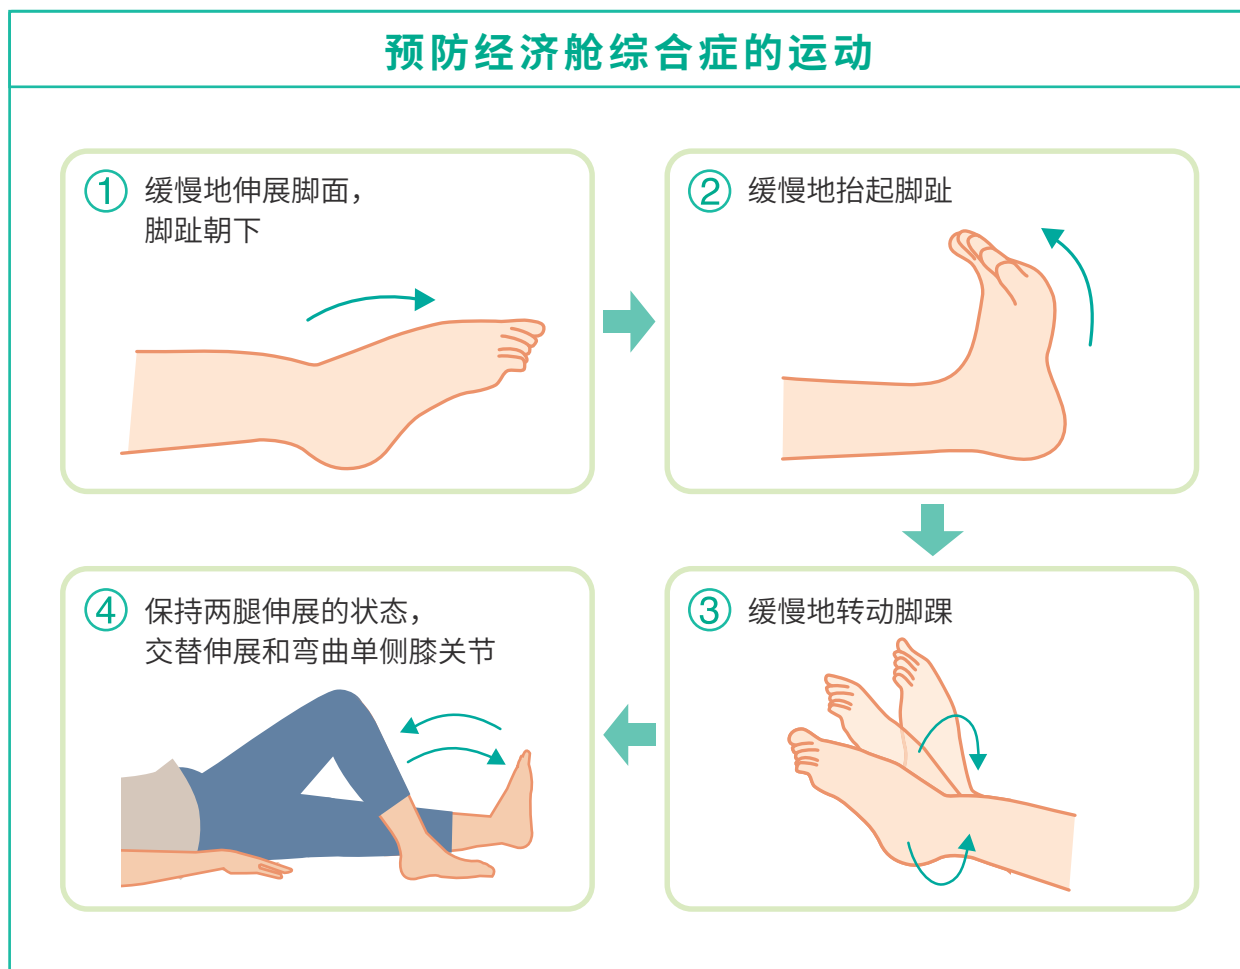 预防经济舱综合症的运动
① 缓慢地伸展脚面，
脚趾朝下
② 缓慢地抬起脚趾
③ 缓慢地转动脚踝
④ 保持两腿伸展的状态，
交替伸展和弯曲单侧膝关节